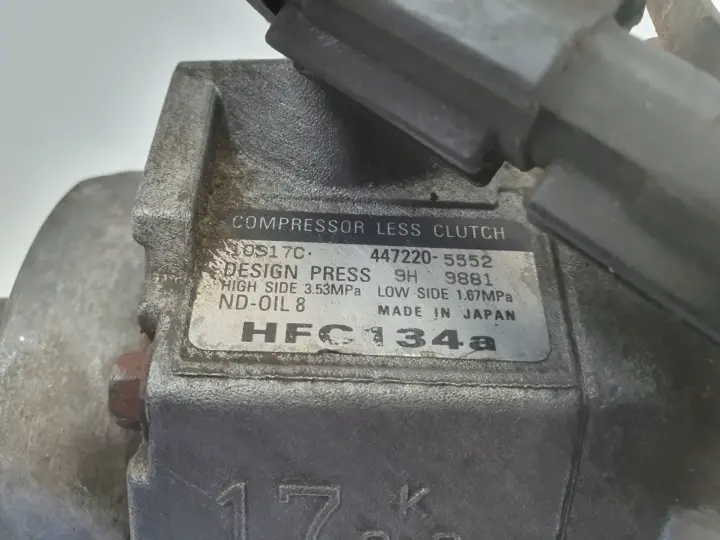 COMPRESSOR LESS CLUTCH
10S17C 447220-5552
DESIGN PRESS 9H 9881
HIGH SIDE 3.53MPa LOW SIDE 1.67MPa
ND-OIL 8 MADE IN JAPAN
HFC134a
17 K